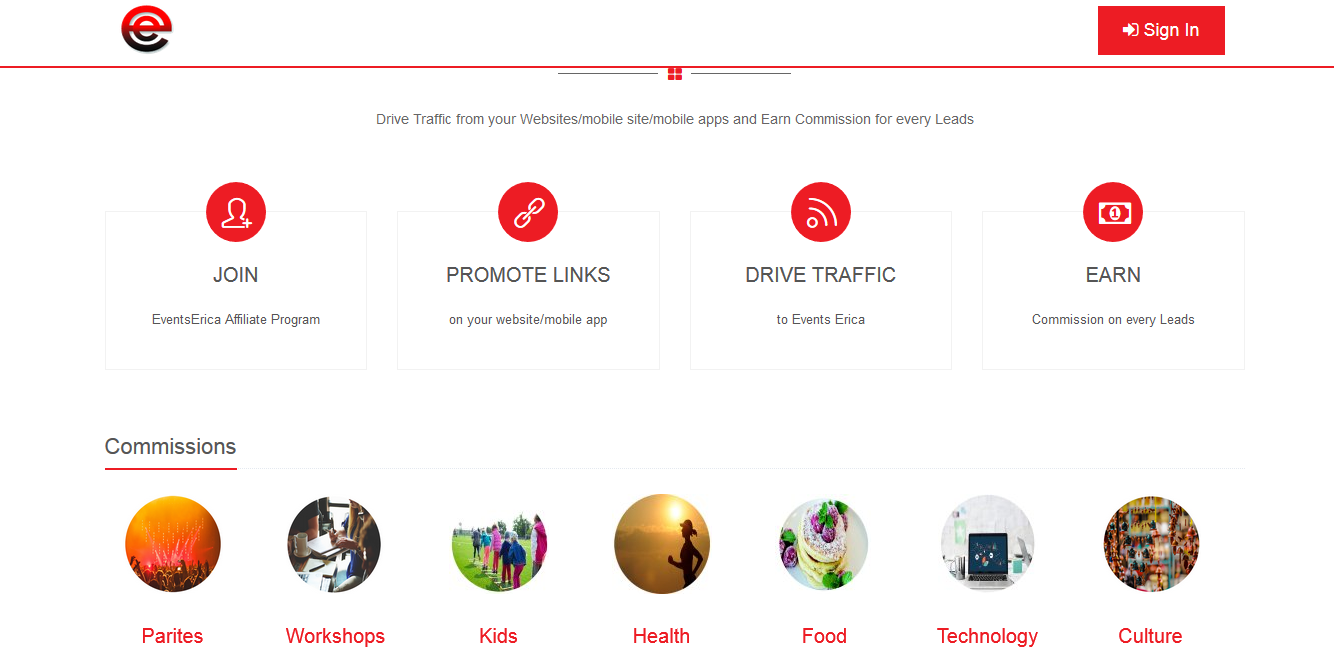 Sign In
Drive Traffic from your Websites/mobile site/mobile apps and Earn Commission for every Leads
JOIN
EventsErica Affiliate Program
PROMOTE LINKS
on your website/mobile app
DRIVE TRAFFIC
to Events Erica
1
EARN
Commission on every Leads
Commissions
Parites
Workshops
Kids
Health
Food
Technology
Culture